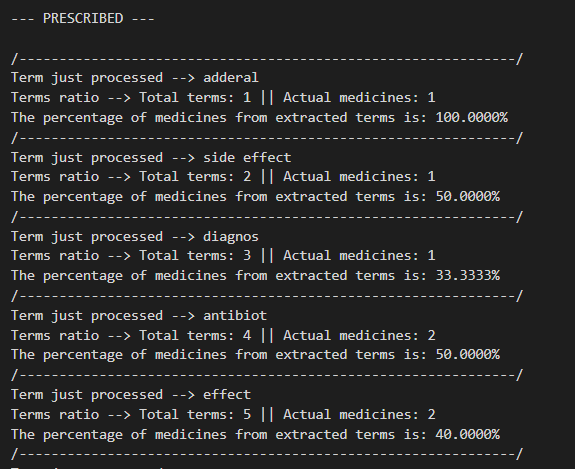 --- PRESCRIBED ---
/-------------------------------------------------------------/
Term just processed --> adderal
Terms ratio --> Total terms: 1 || Actual medicines: 1
The percentage of medicines from extracted terms is: 100.0000%
/-------------------------------------------------------------/
Term just processed --> side effect
Terms ratio --> Total terms: 2 || Actual medicines: 1
The percentage of medicines from extracted terms is: 50.0000%
/-------------------------------------------------------------/
Term just processed --> diagnos
Terms ratio --> Total terms: 3 || Actual medicines: 1
The percentage of medicines from extracted terms is: 33.3333%
/-------------------------------------------------------------/
Term just processed --> antibiot
Terms ratio --> Total terms: 4 || Actual medicines: 2
The percentage of medicines from extracted terms is: 50.0000%
/-------------------------------------------------------------/
Term just processed --> effect
Terms ratio --> Total terms: 5 || Actual medicines: 2
The percentage of medicines from extracted terms is: 40.0000%
/-------------------------------------------------------------/